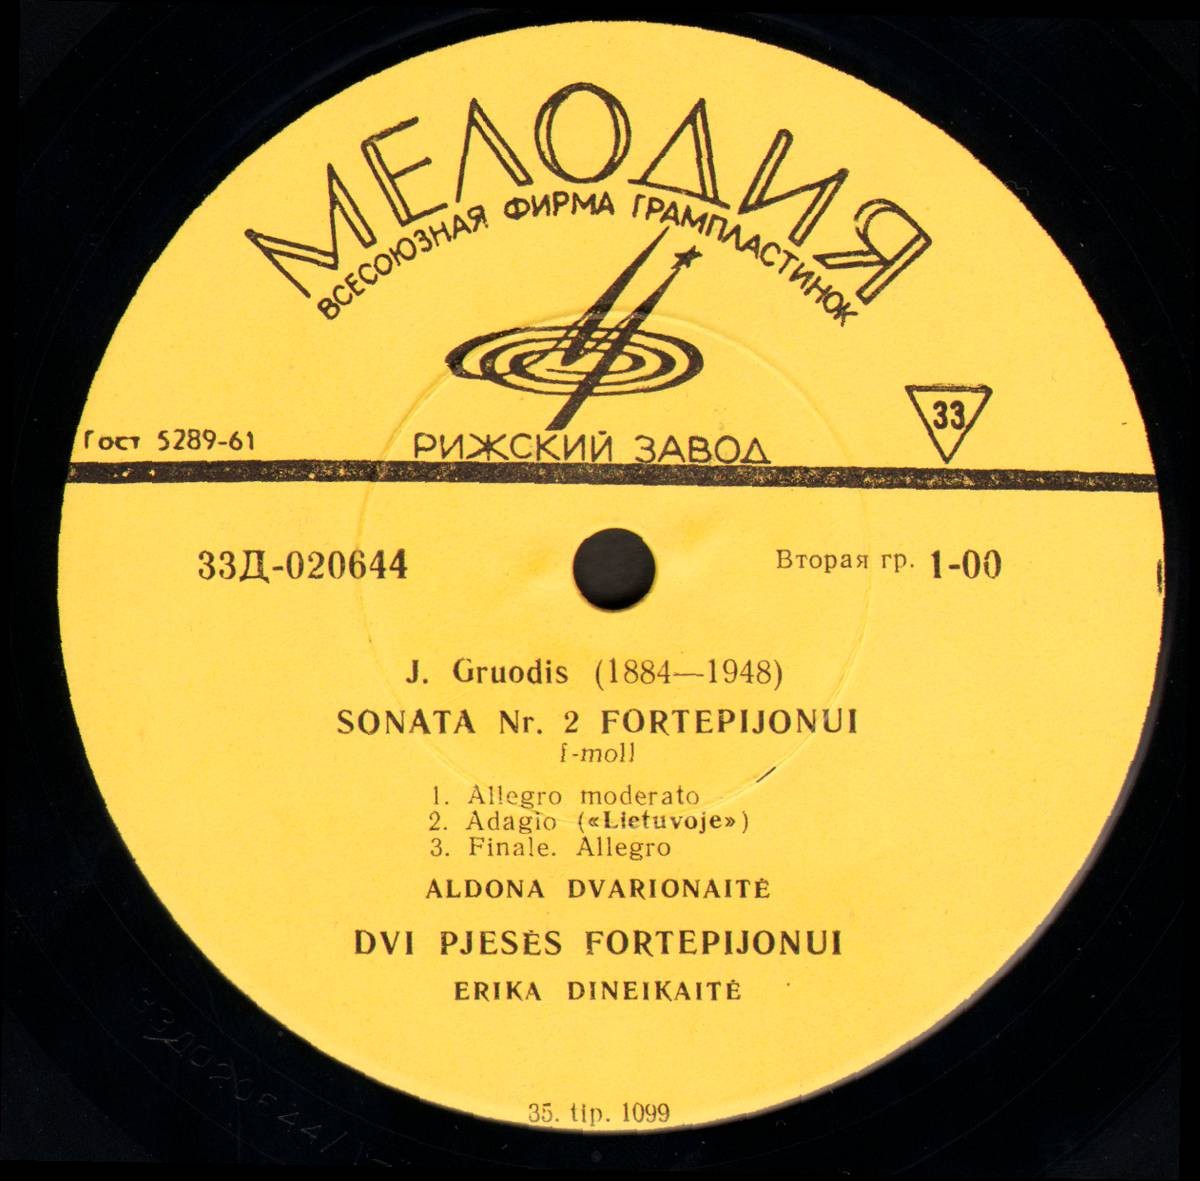 МЕЛОДИЯ
ВСЕСОЮЗНАЯ ФИРМА ГРАМПЛАСТИНОК
33
Гост 5289-61
РИЖСКИЙ ЗАВОД
33Д-020644
Вторая гр. 1-00
J. Gruodis (1884—1948)
SONATA Nr. 2 FORTEPIJONUI
f-moll
1. Allegro moderato
2. Adagio («Lietuvoje»)
3. Finale. Allegro
ALDONA DVARIONAITĖ
DVI PJESĖS FORTEPIJONUI
ERIKA DINEIKAITĖ
35. tip. 1099